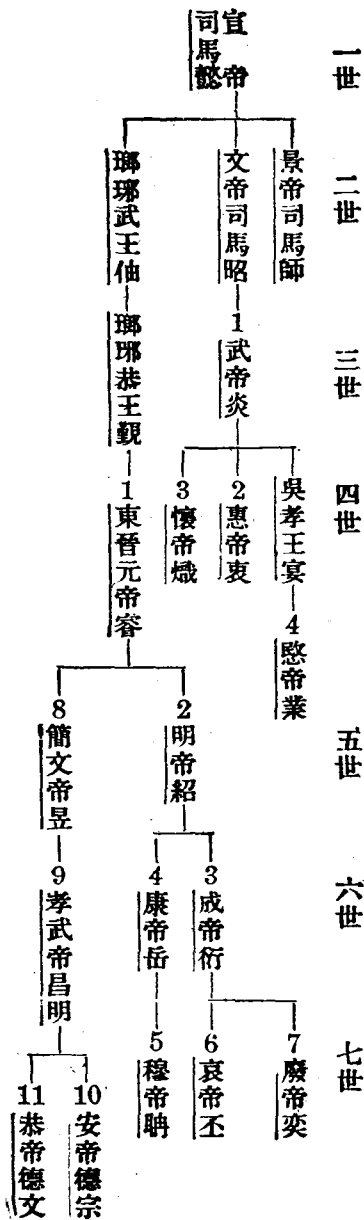 一世
宣帝
司馬懿
二世
景帝司馬師
文帝司馬昭
瑯琊武王伷
三世
1武帝炎
瑯琊恭王覲
四世
吳孝王宴
2惠帝衷
3懷帝熾
1東晉元帝睿
4愍帝業
五世
2明帝紹
8簡文帝昱
六世
3成帝衍
4康帝岳
9孝武帝昌明
七世
7廢帝奕
6哀帝丕
5穆帝聃
10安帝德宗
11恭帝德文